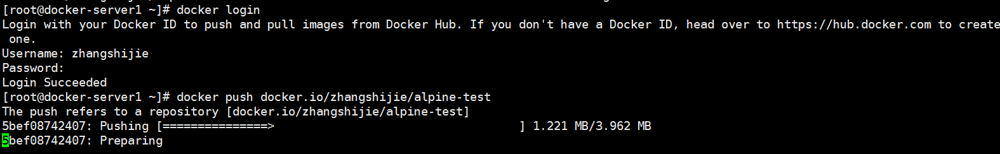 [root@docker-server1 ~]# docker login
Login with your Docker ID to push and pull images from Docker Hub. If you don't have a Docker ID, head over to https://hub.docker.com to create
 one.
Username: zhangshijie
Password:
Login Succeeded
[root@docker-server1 ~]# docker push docker.io/zhangshijie/alpine-test
The push refers to a repository [docker.io/zhangshijie/alpine-test]
5bef08742407: Pushing [===============>                                   ] 1.221 MB/3.962 MB
5bef08742407: Preparing